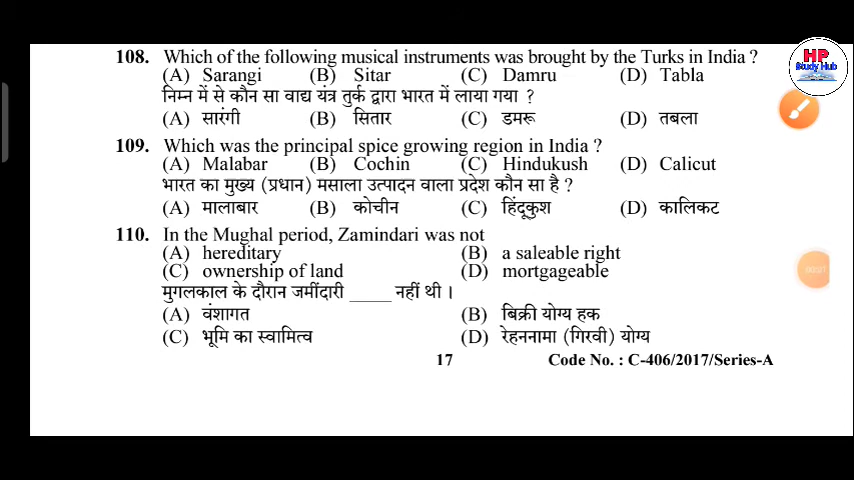 108. Which of the following musical instruments was brought by the Turks in India ?
(A) Sarangi (B) Sitar (C) Damru (D) Tabla
निम्न में से कौन सा वाद्य यंत्र तुर्क द्वारा भारत में लाया गया ?
(A) सारंगी (B) सितार (C) डमरू (D) तबला
109. Which was the principal spice growing region in India ?
(A) Malabar (B) Cochin (C) Hindukush (D) Calicut
भारत का मुख्य (प्रधान) मसाला उत्पादन वाला प्रदेश कौन सा है ?
(A) मालाबार (B) कोचीन (C) हिंदूकुश (D) कालिकट
110. In the Mughal period, Zamindari was not
(A) hereditary (B) a saleable right
(C) ownership of land (D) mortgageable
मुगलकाल के दौरान जमींदारी _____ नहीं थी ।
(A) वंशागत (B) बिक्री योग्य हक
(C) भूमि का स्वामित्व (D) रेहननामा (गिरवी) योग्य
17 Code No. : C-406/2017/Series-A
HP
Study Hub